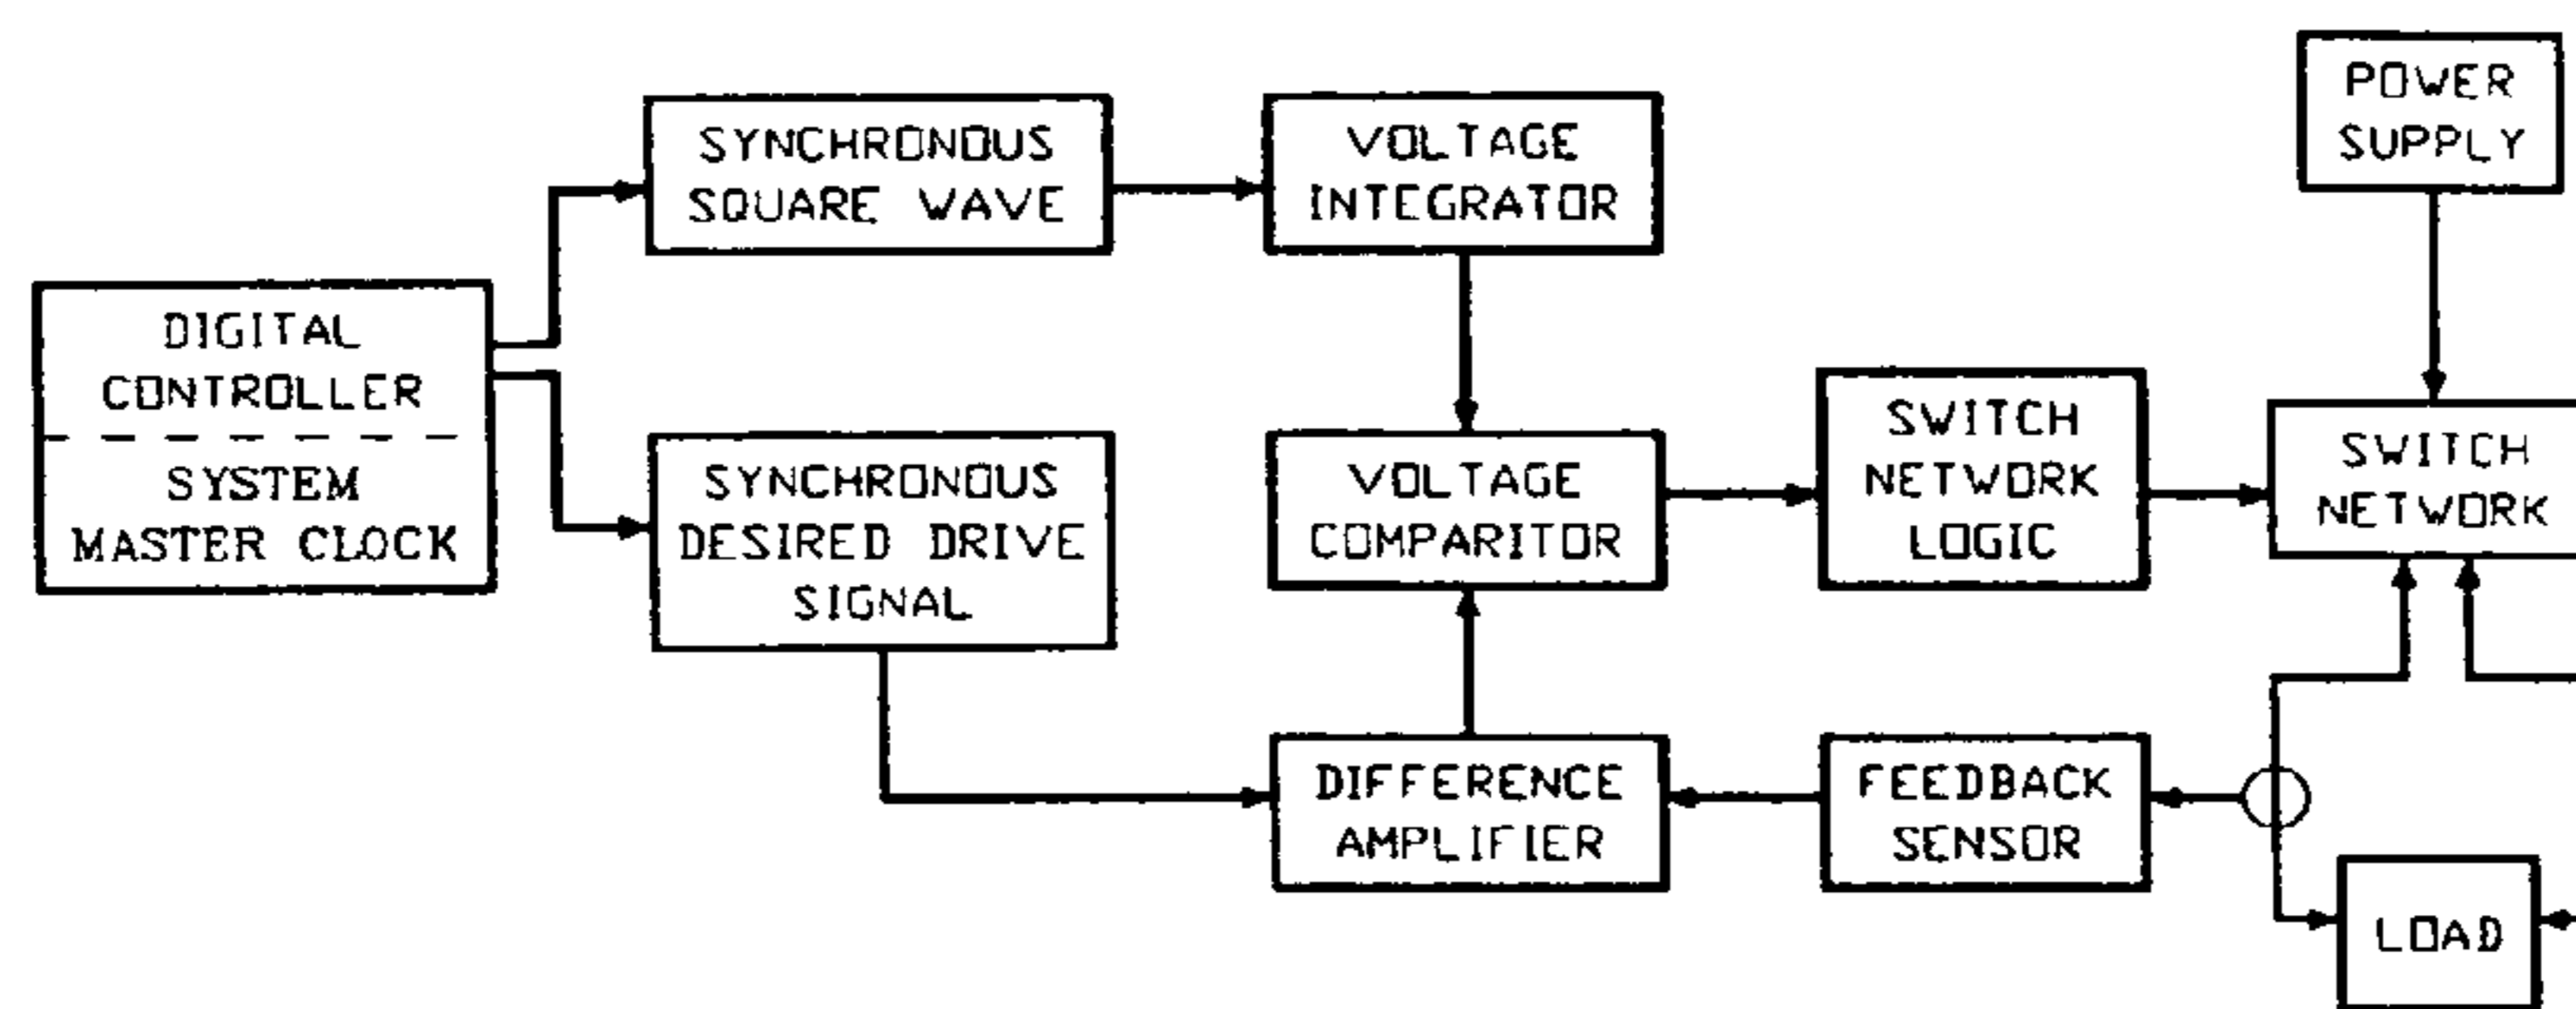 DIGITAL
CONTROLLER
SYSTEM
MASTER CLOCK
SYNCHRONOUS
SQUARE WAVE
SYNCHRONOUS
DESIRED DRIVE
SIGNAL
VOLTAGE
INTEGRATOR
VOLTAGE
COMPARITOR
DIFFERENCE
AMPLIFIER
SWITCH
NETWORK
LOGIC
FEEDBACK
SENSOR
POWER
SUPPLY
SWITCH
NETWORK
LOAD